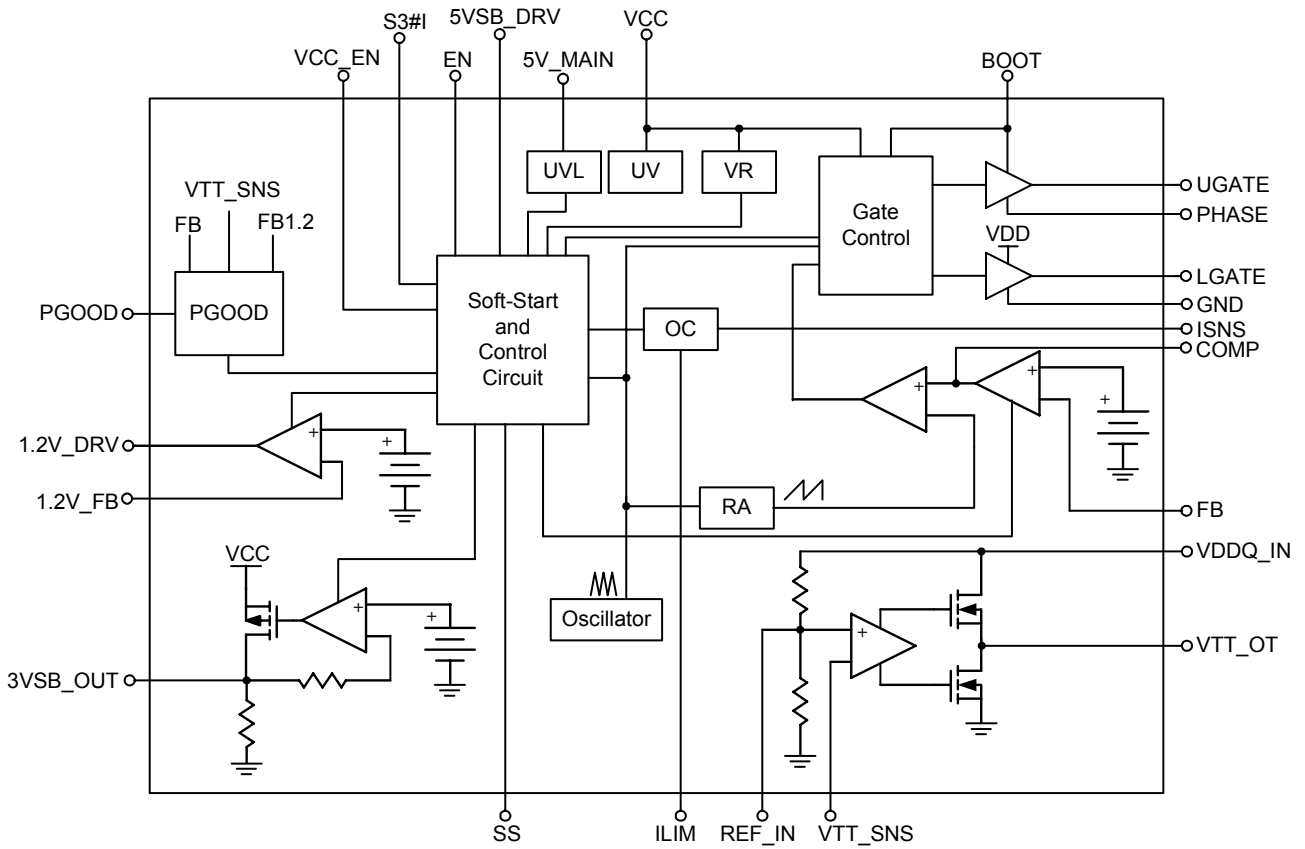 S3#I
5VSB_DRV
VCC
VCC_EN
EN
5V_MAIN
BOOT
UVL
UV
VR
VTT_SNS
FB
FB1.2
Gate
Control
UGATE
PHASE
VDD
LGATE
GND
PGOOD
PGOOD
Soft-Start
and
Control
Circuit
OC
ISNS
COMP
+
+
+
1.2V_DRV
+
+
1.2V_FB
RA
FB
VCC
VDDQ_IN
+
+
Oscillator
+
VTT_OT
3VSB_OUT
SS
ILIM
REF_IN
VTT_SNS